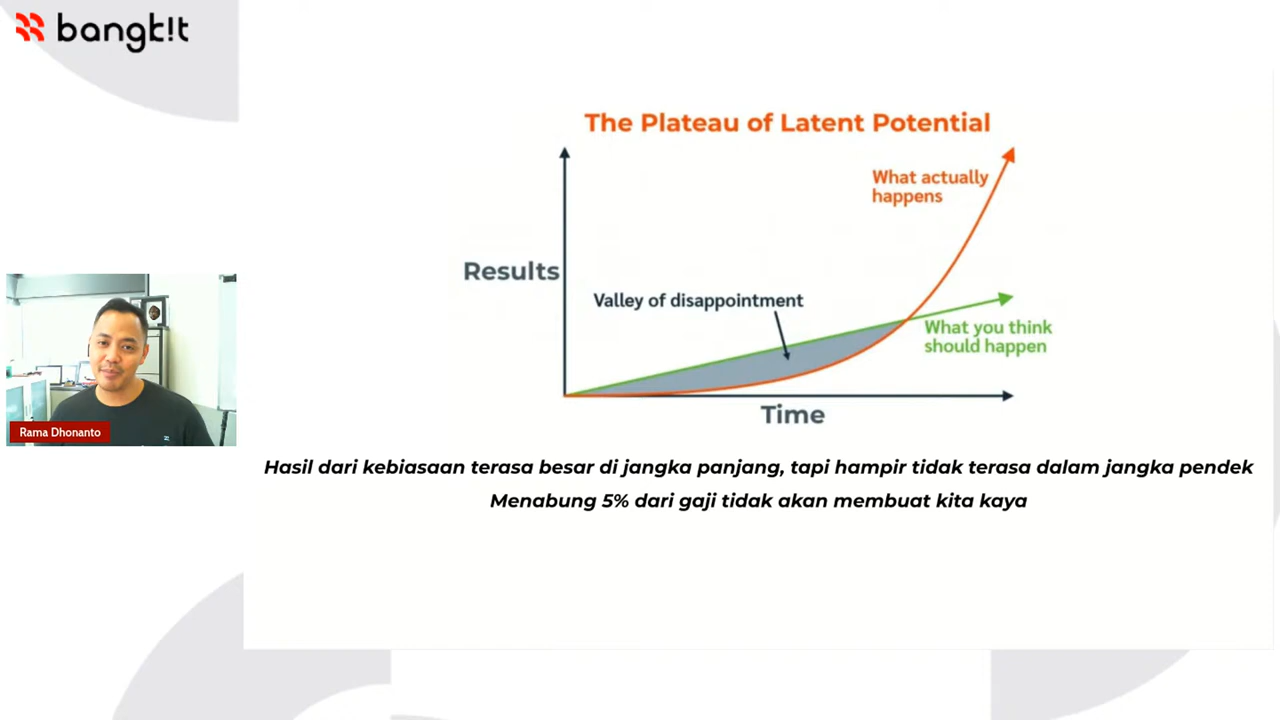 bangk!t
The Plateau of Latent Potential
What actually
happens
Results
Valley of disappointment
What you think
should happen
Time
Rama Dhonanto
Hasil dari kebiasaan terasa besar di jangka panjang, tapi hampir tidak terasa dalam jangka pendek
Menabung 5% dari gaji tidak akan membuat kita kaya